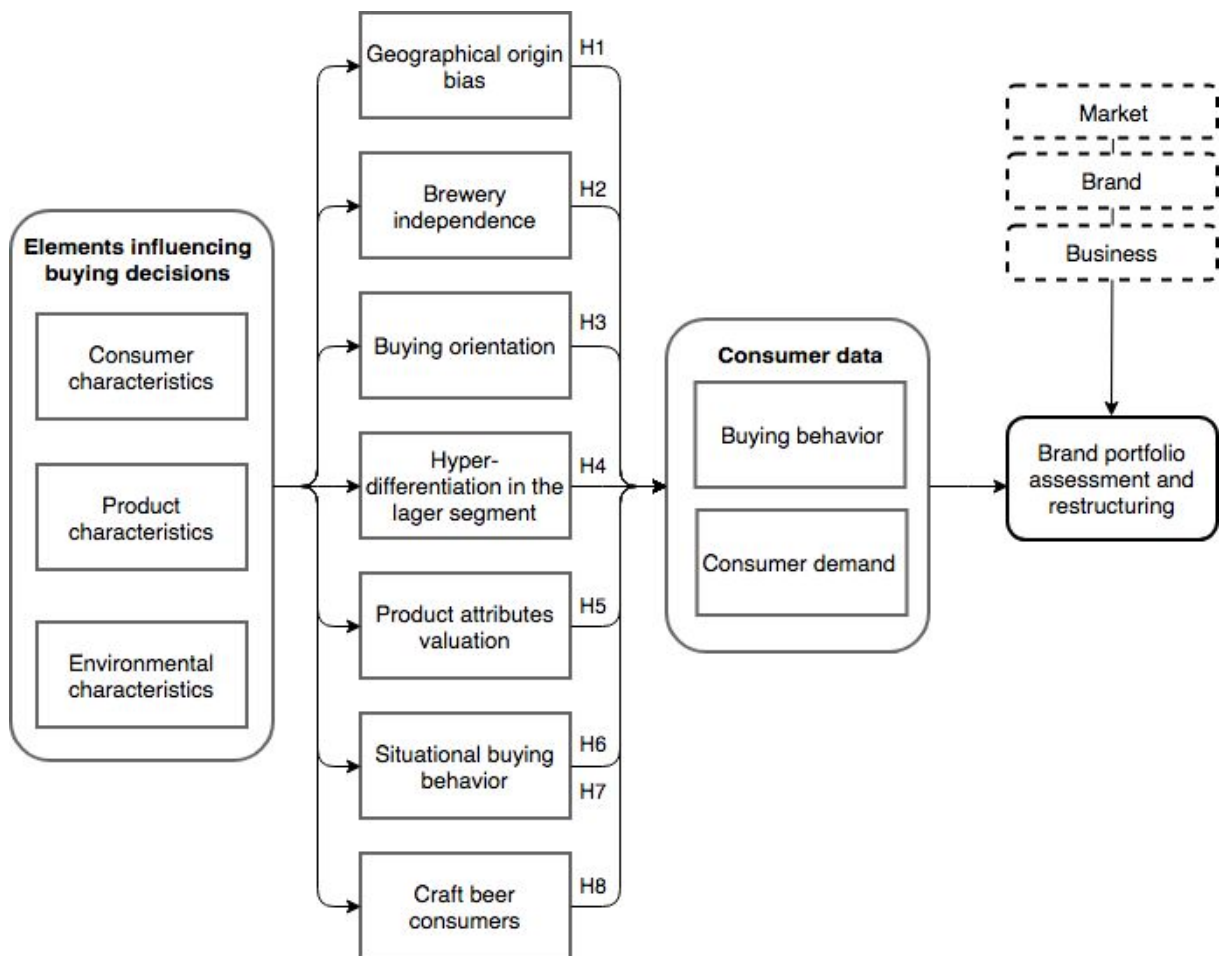 Elements influencing
buying decisions
Consumer
characteristics
Product
characteristics
Environmental
characteristics
Geographical origin
bias
H1
Brewery
independence
H2
Buying orientation
H3
Hyper-
differentiation in the
lager segment
H4
Product attributes
valuation
H5
Situational buying
behavior
H6
H7
Craft beer
consumers
H8
Consumer data
Buying behavior
Consumer demand
Market
Brand
Business
Brand portfolio
assessment and
restructuring